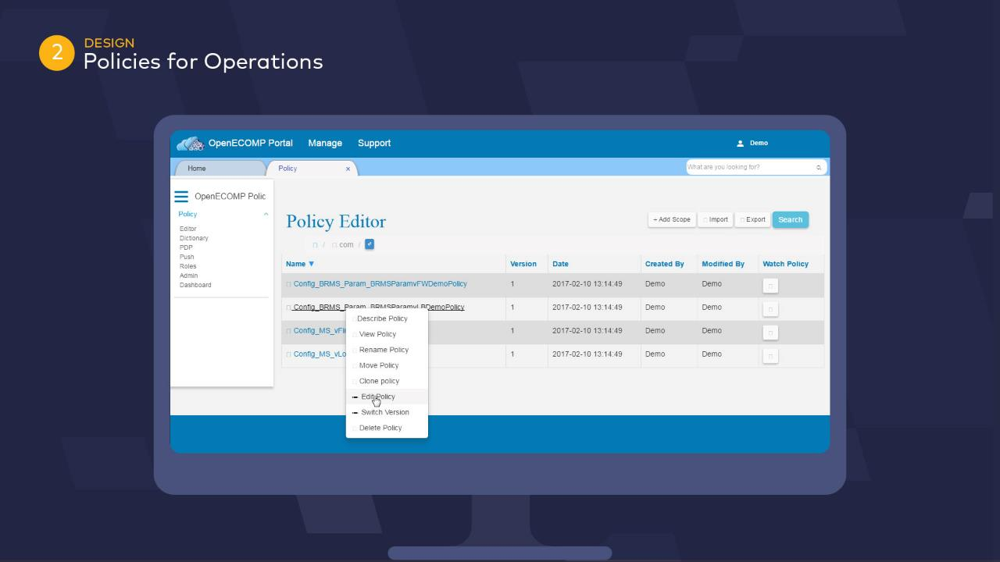 2
DESIGN
Policies for Operations
OpenECOMP Portal Manage Support Demo
Home Policy x What are you looking for?
OpenECOMP Polic
Policy
Editor
Dictionary
PDP
Push
Roles
Admin
Dashboard
Policy Editor
+ Add Scope Import Export Search
/ com /
Name ▼ Version Date Created By Modified By Watch Policy
Config_BRMS_Param_BRMSParamvFWDemoPolicy 1 2017-02-10 13:14:49 Demo Demo
Config_BRMS_Param_BRMSParamvLBDemoPolicy 1 2017-02-10 13:14:49 Demo Demo
Config_MS_vFi 1 2017-02-10 13:14:49 Demo Demo
Config_MS_vLo 1 2017-02-10 13:14:49 Demo Demo
Describe Policy
View Policy
Rename Policy
Move Policy
Clone policy
Edit Policy
Switch Version
Delete Policy